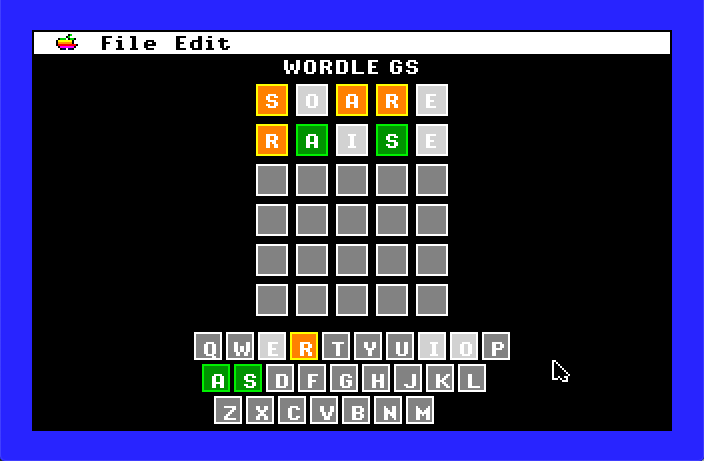 File Edit
WORDLE GS
S O A R E
R A I S E
Q W E R T Y U I O P
A S D F G H J K L
Z X C V B N M